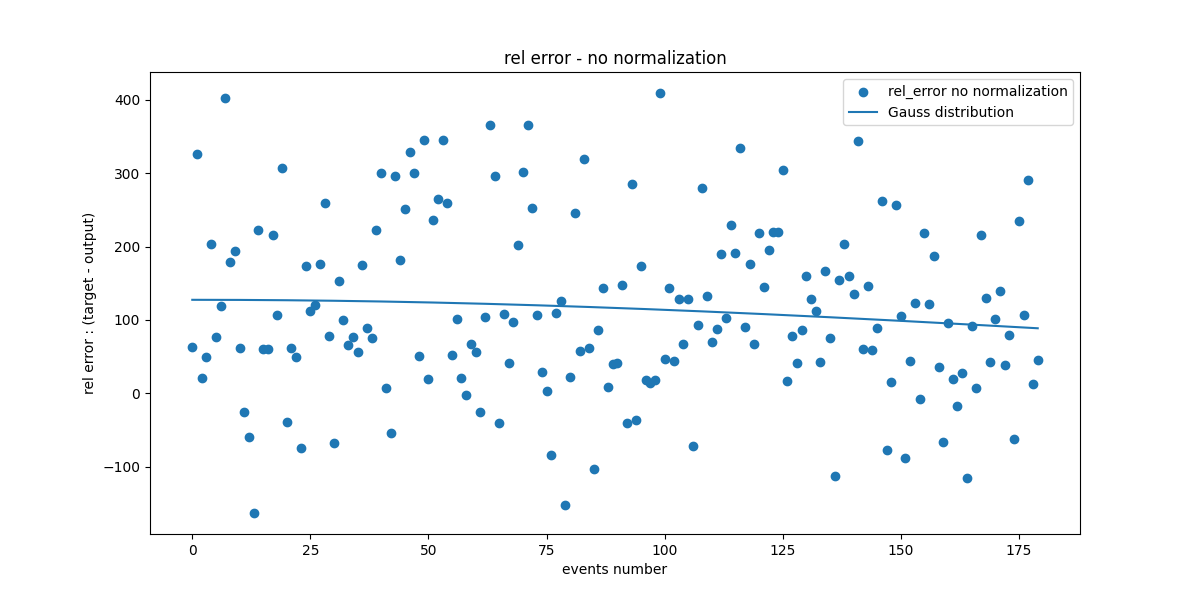 rel error - no normalization
rel_error no normalization
Gauss distribution
rel error : (target - output)
400
300
200
100
0
−100
0
25
50
75
100
125
150
175
events number